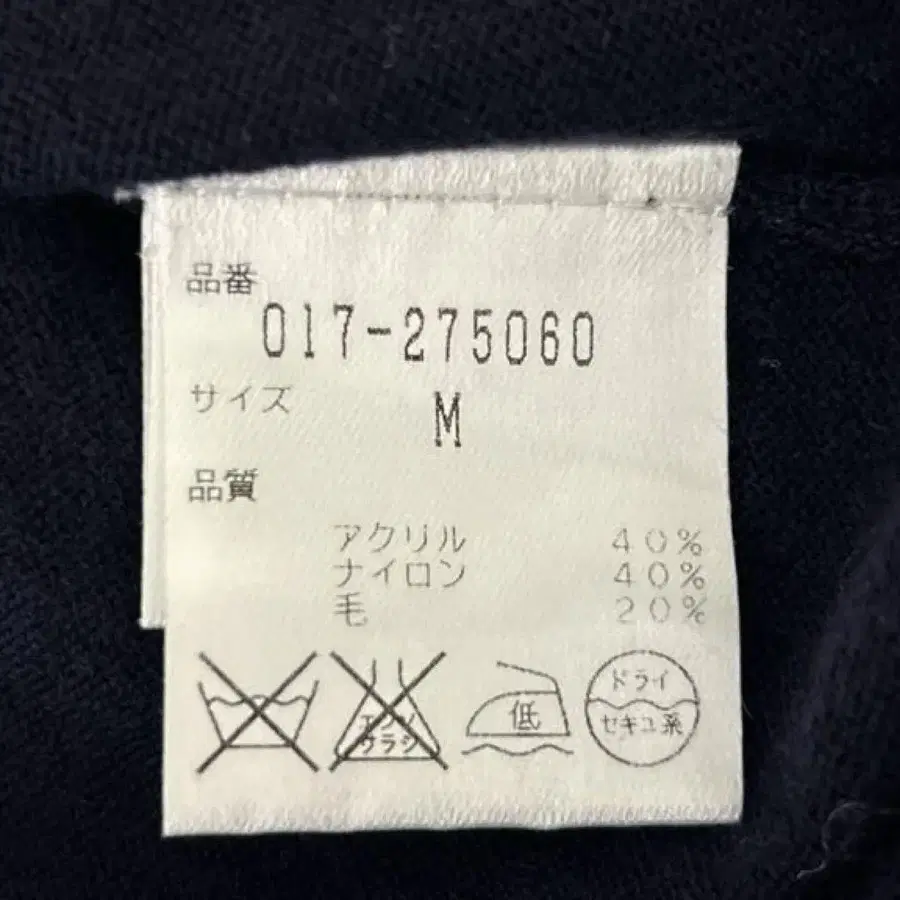 品番
017-275060
サイズ
M
品質
アクリル 40%
ナイロン 40%
毛 20%
エンソ
サラシ
低
ドライ
セキユ系